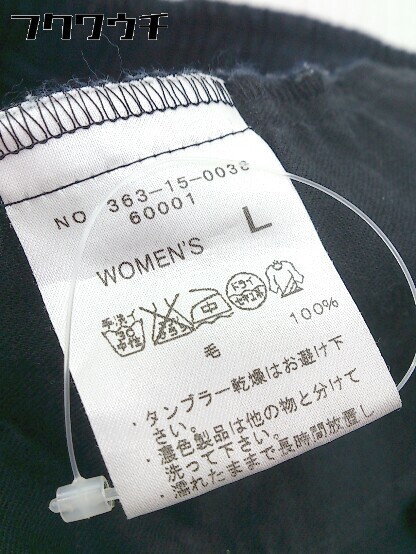 フクワウチ
NO 363-15-003
60001
WOMEN'S L
手洗イ
30
中性
中
ドライ
セキユ系
毛 100%
・タンブラー乾燥はお避け下
さい。
・濃色製品は他の物と分けて
洗って下さい。
・濡れたままで長時間放置し